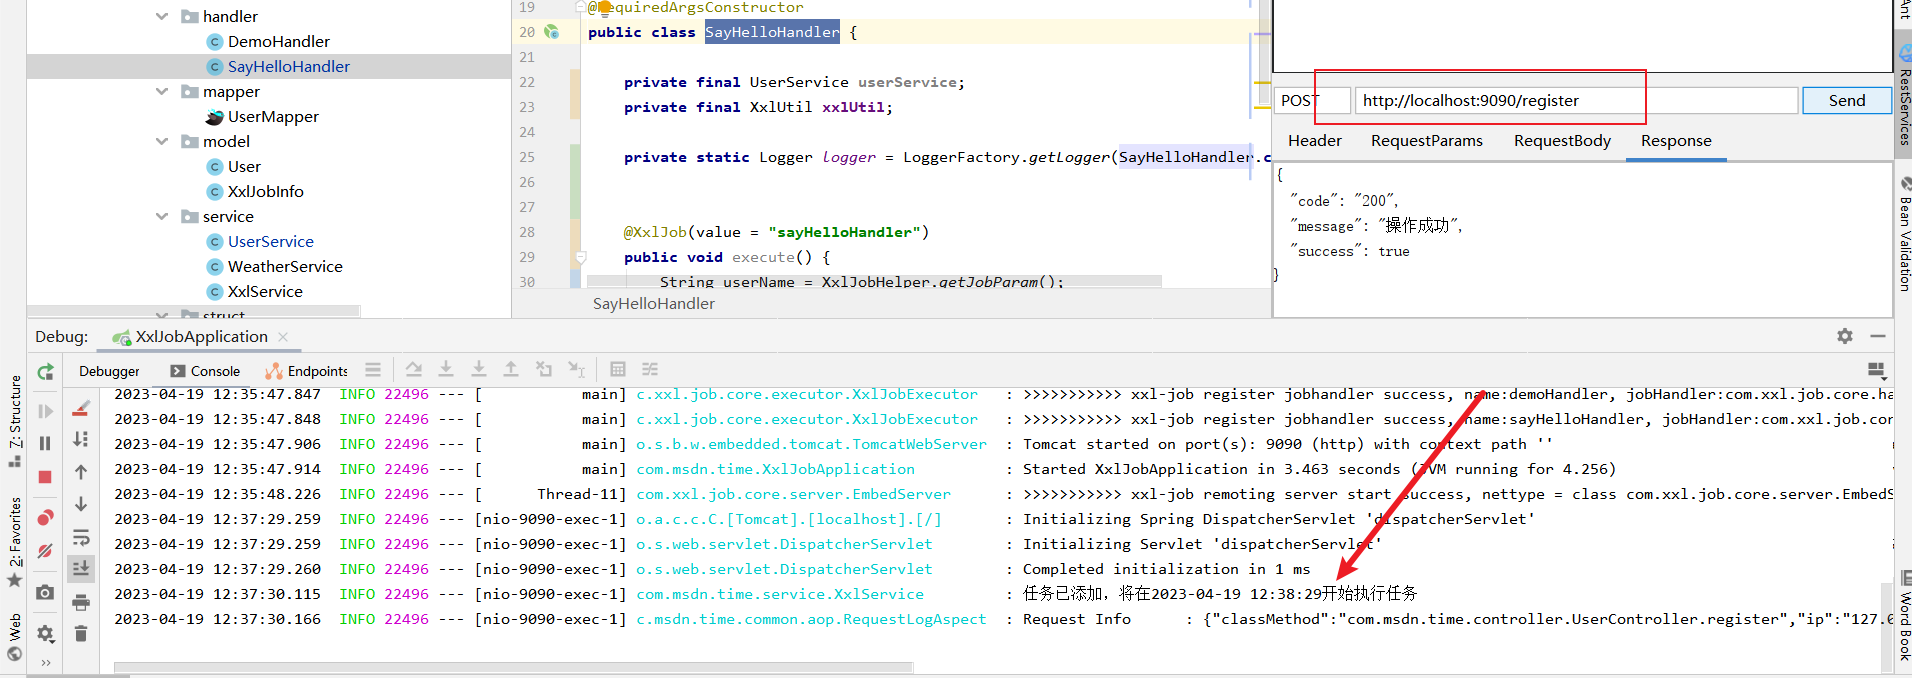 handler
DemoHandler
SayHelloHandler
mapper
UserMapper
model
User
XxlJobInfo
service
UserService
WeatherService
XxlService
struct
19 @RequiredArgsConstructor
20 public class SayHelloHandler {
21
22 private final UserService userService;
23 private final XxlUtil xxlUtil;
24
25 private static Logger logger = LoggerFactory.getLogger(SayHelloHandler.c
26
27
28 @XxlJob(value = "sayHelloHandler")
29 public void execute() {
30 String userName = XxlJobHelper.getJobParam();
SayHelloHandler
POST http://localhost:9090/register Send
Header RequestParams RequestBody Response
{
"code": "200",
"message": "操作成功",
"success": true
}
Ant
RestServices
Bean Validation
Word Book
Debug: XxlJobApplication
Debugger Console Endpoints
7: Structure
2: Favorites
Web
2023-04-19 12:35:47.847 INFO 22496 --- [ main] c.xxl.job.core.executor.XxlJobExecutor : >>>>>>>>>>> xxl-job register jobhandler success, name:demoHandler, jobHandler:com.xxl.job.core.ha
2023-04-19 12:35:47.848 INFO 22496 --- [ main] c.xxl.job.core.executor.XxlJobExecutor : >>>>>>>>>>> xxl-job register jobhandler success, name:sayHelloHandler, jobHandler:com.xxl.job.cor
2023-04-19 12:35:47.906 INFO 22496 --- [ main] o.s.b.w.embedded.tomcat.TomcatWebServer : Tomcat started on port(s): 9090 (http) with context path ''
2023-04-19 12:35:47.914 INFO 22496 --- [ main] com.msdn.time.XxlJobApplication : Started XxlJobApplication in 3.463 seconds (JVM running for 4.256)
2023-04-19 12:35:48.226 INFO 22496 --- [ Thread-11] com.xxl.job.core.server.EmbedServer : >>>>>>>>>>> xxl-job remoting server start success, nettype = class com.xxl.job.core.server.EmbedS
2023-04-19 12:37:29.259 INFO 22496 --- [nio-9090-exec-1] o.a.c.c.C.[Tomcat].[localhost].[/] : Initializing Spring DispatcherServlet 'dispatcherServlet'
2023-04-19 12:37:29.259 INFO 22496 --- [nio-9090-exec-1] o.s.web.servlet.DispatcherServlet : Initializing Servlet 'dispatcherServlet'
2023-04-19 12:37:29.260 INFO 22496 --- [nio-9090-exec-1] o.s.web.servlet.DispatcherServlet : Completed initialization in 1 ms
2023-04-19 12:37:30.115 INFO 22496 --- [nio-9090-exec-1] com.msdn.time.service.XxlService : 任务已添加，将在2023-04-19 12:38:29开始执行任务
2023-04-19 12:37:30.166 INFO 22496 --- [nio-9090-exec-1] c.msdn.time.common.aop.RequestLogAspect : Request Info : {"classMethod":"com.msdn.time.controller.UserController.register","ip":"127.0